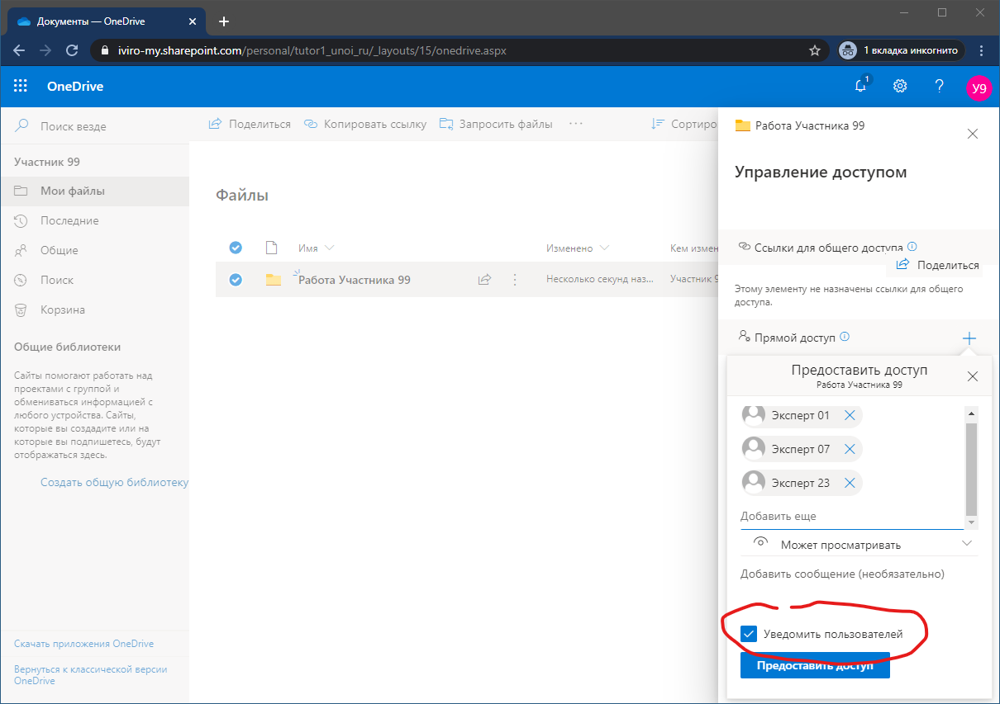 Документы — OneDrive
iviro-my.sharepoint.com/personal/tutor1_unoi_ru/_layouts/15/onedrive.aspx
1 вкладка инкогнито
OneDrive
1
У9
Поиск везде
Поделиться
Копировать ссылку
Запросить файлы
Сортиро
Участник 99
Мои файлы
Последние
Общие
Поиск
Корзина
Общие библиотеки
Сайты помогают работать над
проектами с группой и
обмениваться информацией с
любого устройства. Сайты,
которые вы создадите или на
которые вы подпишетесь, будут
отображаться здесь.
Создать общую библиотеку
Скачать приложения OneDrive
Вернуться к классической версии
OneDrive
Файлы
Имя
Изменено
Кем измен
Работа Участника 99
Несколько секунд наз...
Участник 9
Работа Участника 99
Управление доступом
Ссылки для общего доступа
Поделиться
Этому элементу не назначены ссылки для общего
доступа.
Прямой доступ
Предоставить доступ
Работа Участника 99
Эксперт 01
Эксперт 07
Эксперт 23
Добавить еще
Может просматривать
Добавить сообщение (необязательно)
Уведомить пользователей
Предоставить доступ